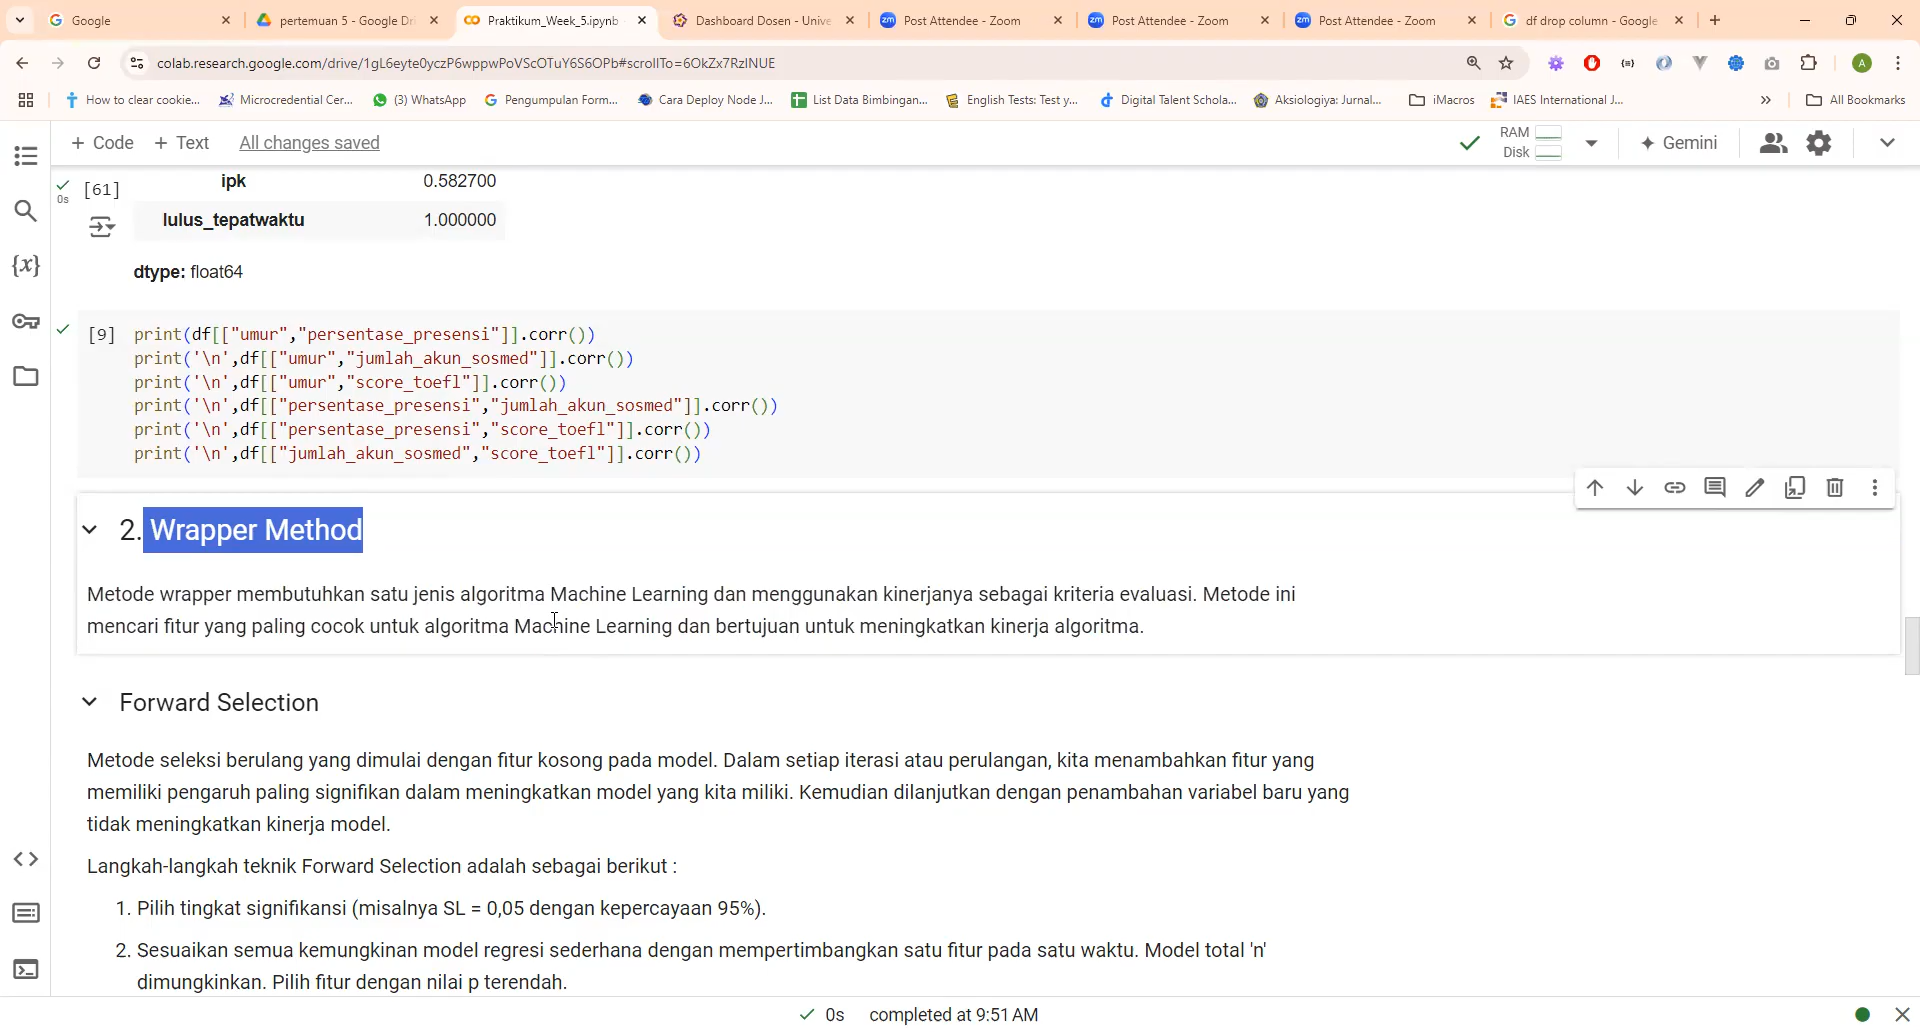 Google
pertemuan 5 - Google Dri
Praktikum_Week_5.ipynb
Dashboard Dosen - Unive
Post Attendee - Zoom
Post Attendee - Zoom
Post Attendee - Zoom
df drop column - Google
colab.research.google.com/drive/1gL6eyte0yczP6wppwPoVScOTuY6S6OPb#scrollTo=6OkZx7RzINUE
A
How to clear cookie...
Microcredential Cer...
(3) WhatsApp
Pengumpulan Form...
Cara Deploy Node J...
List Data Bimbingan...
English Tests: Test y...
Digital Talent Schola...
Aksiologiya: Jurnal...
iMacros
IAES International J...
All Bookmarks
+ Code + Text All changes saved
RAM
Disk
Gemini
0s
[61]
ipk 0.582700
lulus_tepatwaktu 1.000000
dtype: float64
[9] print(df[["umur","persentase_presensi"]].corr())
print('\n',df[["umur","jumlah_akun_sosmed"]].corr())
print('\n',df[["umur","score_toefl"]].corr())
print('\n',df[["persentase_presensi","jumlah_akun_sosmed"]].corr())
print('\n',df[["persentase_presensi","score_toefl"]].corr())
print('\n',df[["jumlah_akun_sosmed","score_toefl"]].corr())
2. Wrapper Method
Metode wrapper membutuhkan satu jenis algoritma Machine Learning dan menggunakan kinerjanya sebagai kriteria evaluasi. Metode ini
mencari fitur yang paling cocok untuk algoritma Machine Learning dan bertujuan untuk meningkatkan kinerja algoritma.
Forward Selection
Metode seleksi berulang yang dimulai dengan fitur kosong pada model. Dalam setiap iterasi atau perulangan, kita menambahkan fitur yang
memiliki pengaruh paling signifikan dalam meningkatkan model yang kita miliki. Kemudian dilanjutkan dengan penambahan variabel baru yang
tidak meningkatkan kinerja model.
Langkah-langkah teknik Forward Selection adalah sebagai berikut :
1. Pilih tingkat signifikansi (misalnya SL = 0,05 dengan kepercayaan 95%).
2. Sesuaikan semua kemungkinan model regresi sederhana dengan mempertimbangkan satu fitur pada satu waktu. Model total 'n'
dimungkinkan. Pilih fitur dengan nilai p terendah.
0s completed at 9:51 AM